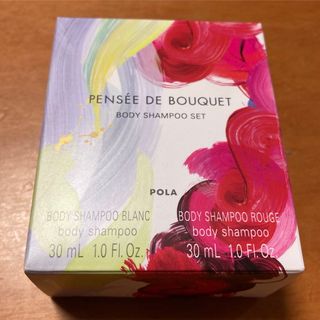 PENSÉE DE BOUQUET
BODY SHAMPOO SET
POLA
BODY SHAMPOO BLANC
body shampoo
30 mL 1.0 Fl. Oz.
BODY SHAMPOO ROUGE
body shampoo
30 mL 1.0 Fl. Oz.